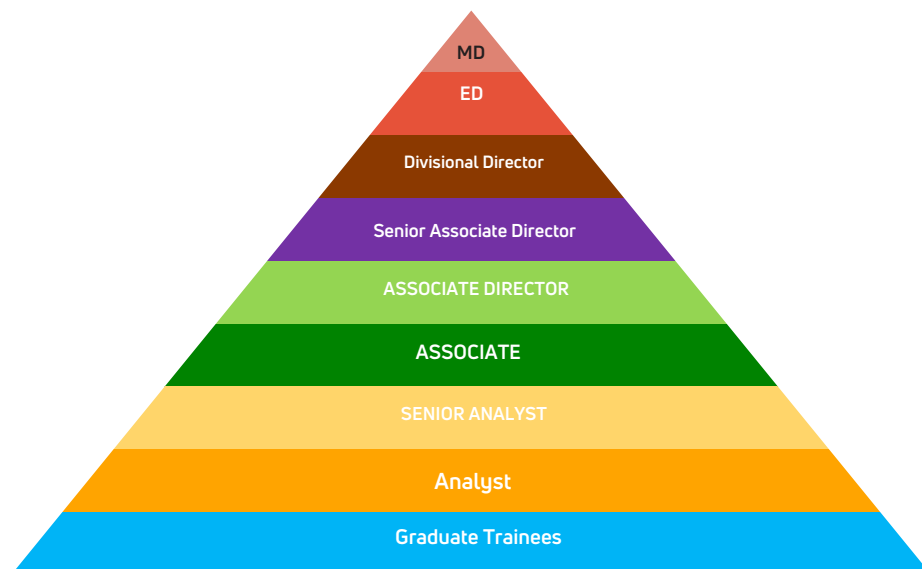 MD
ED
Divisional Director
Senior Associate Director
ASSOCIATE DIRECTOR
ASSOCIATE
SENIOR ANALYST
Analyst
Graduate Trainees